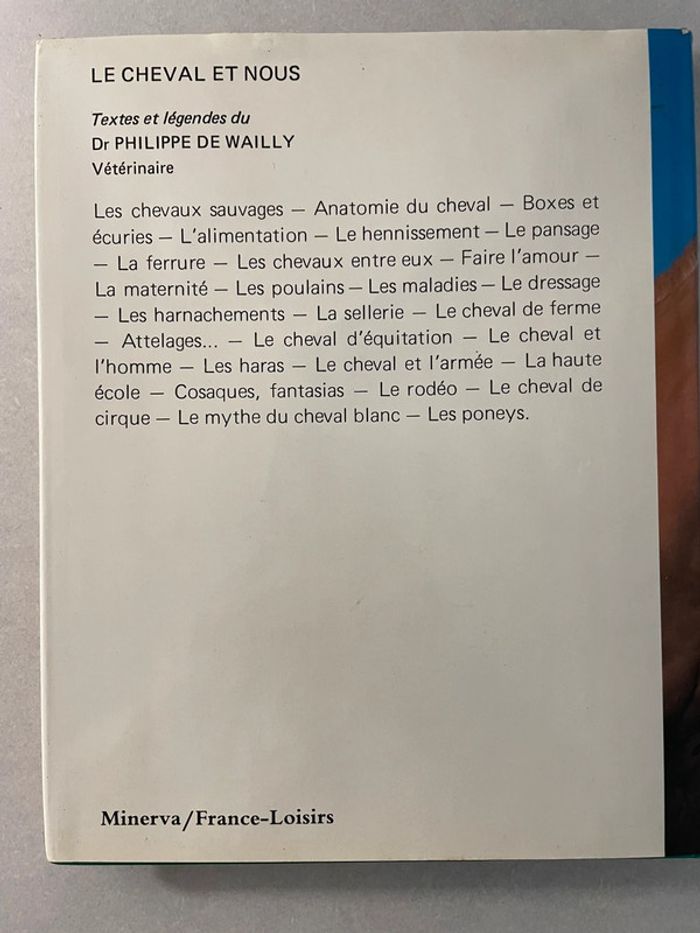 LE CHEVAL ET NOUS
Textes et légendes du
Dr PHILIPPE DE WAILLY
Vétérinaire
Les chevaux sauvages — Anatomie du cheval — Boxes et
écuries — L'alimentation — Le hennissement — Le pansage
— La ferrure — Les chevaux entre eux — Faire l'amour —
La maternité — Les poulains — Les maladies — Le dressage
— Les harnachements — La sellerie — Le cheval de ferme
— Attelages... — Le cheval d'équitation — Le cheval et
l'homme — Les haras — Le cheval et l'armée — La haute
école — Cosaques, fantasias — Le rodéo — Le cheval de
cirque — Le mythe du cheval blanc — Les poneys.
Minerva/France-Loisirs